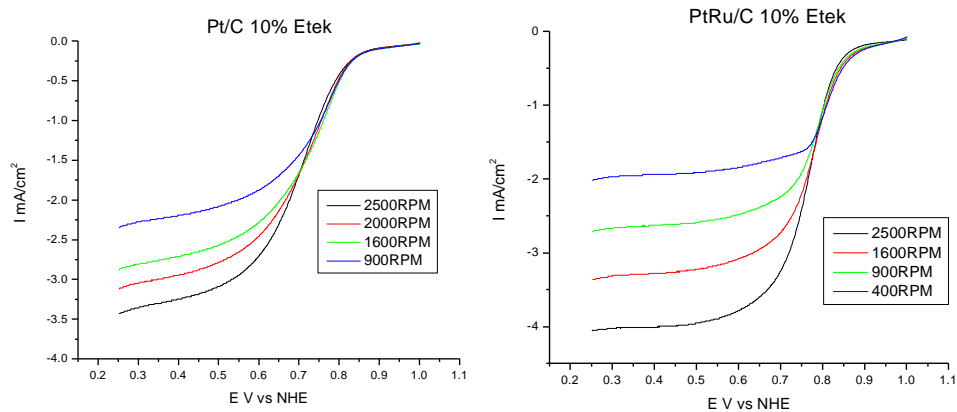 Pt/C 10% Etek
0.0
-0.5
-1.0
-1.5
-2.0
-2.5
-3.0
-3.5
-4.0
I mA/cm²
0.2 0.3 0.4 0.5 0.6 0.7 0.8 0.9 1.0 1.1
E V vs NHE
2500RPM
2000RPM
1600RPM
900RPM
PtRu/C 10% Etek
0
-1
-2
-3
-4
I mA/cm²
0.2 0.3 0.4 0.5 0.6 0.7 0.8 0.9 1.0 1.1
E V vs NHE
2500RPM
1600RPM
900RPM
400RPM